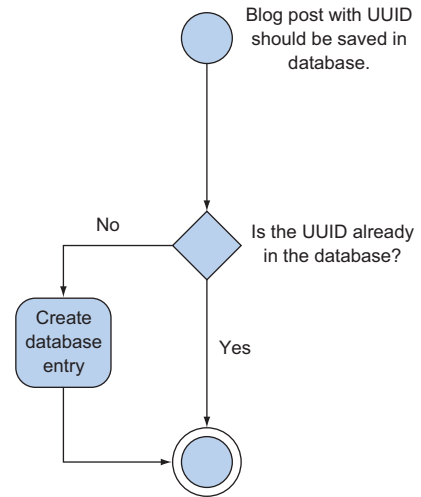 Blog post with UUID
should be saved in
database.
No
Is the UUID already
in the database?
Create
database
entry
Yes